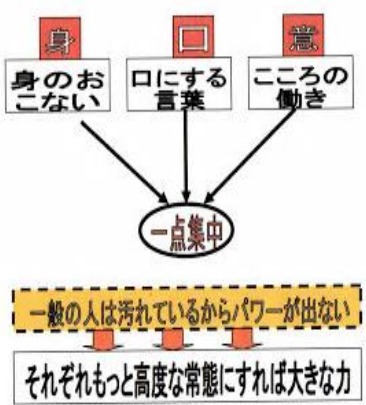 身 口 意
身のお 口にする こころの
こない 言葉 働き
一点集中
一般の人は汚れているからパワーが出ない
それぞれもっと高度な常態にすれば大きな力